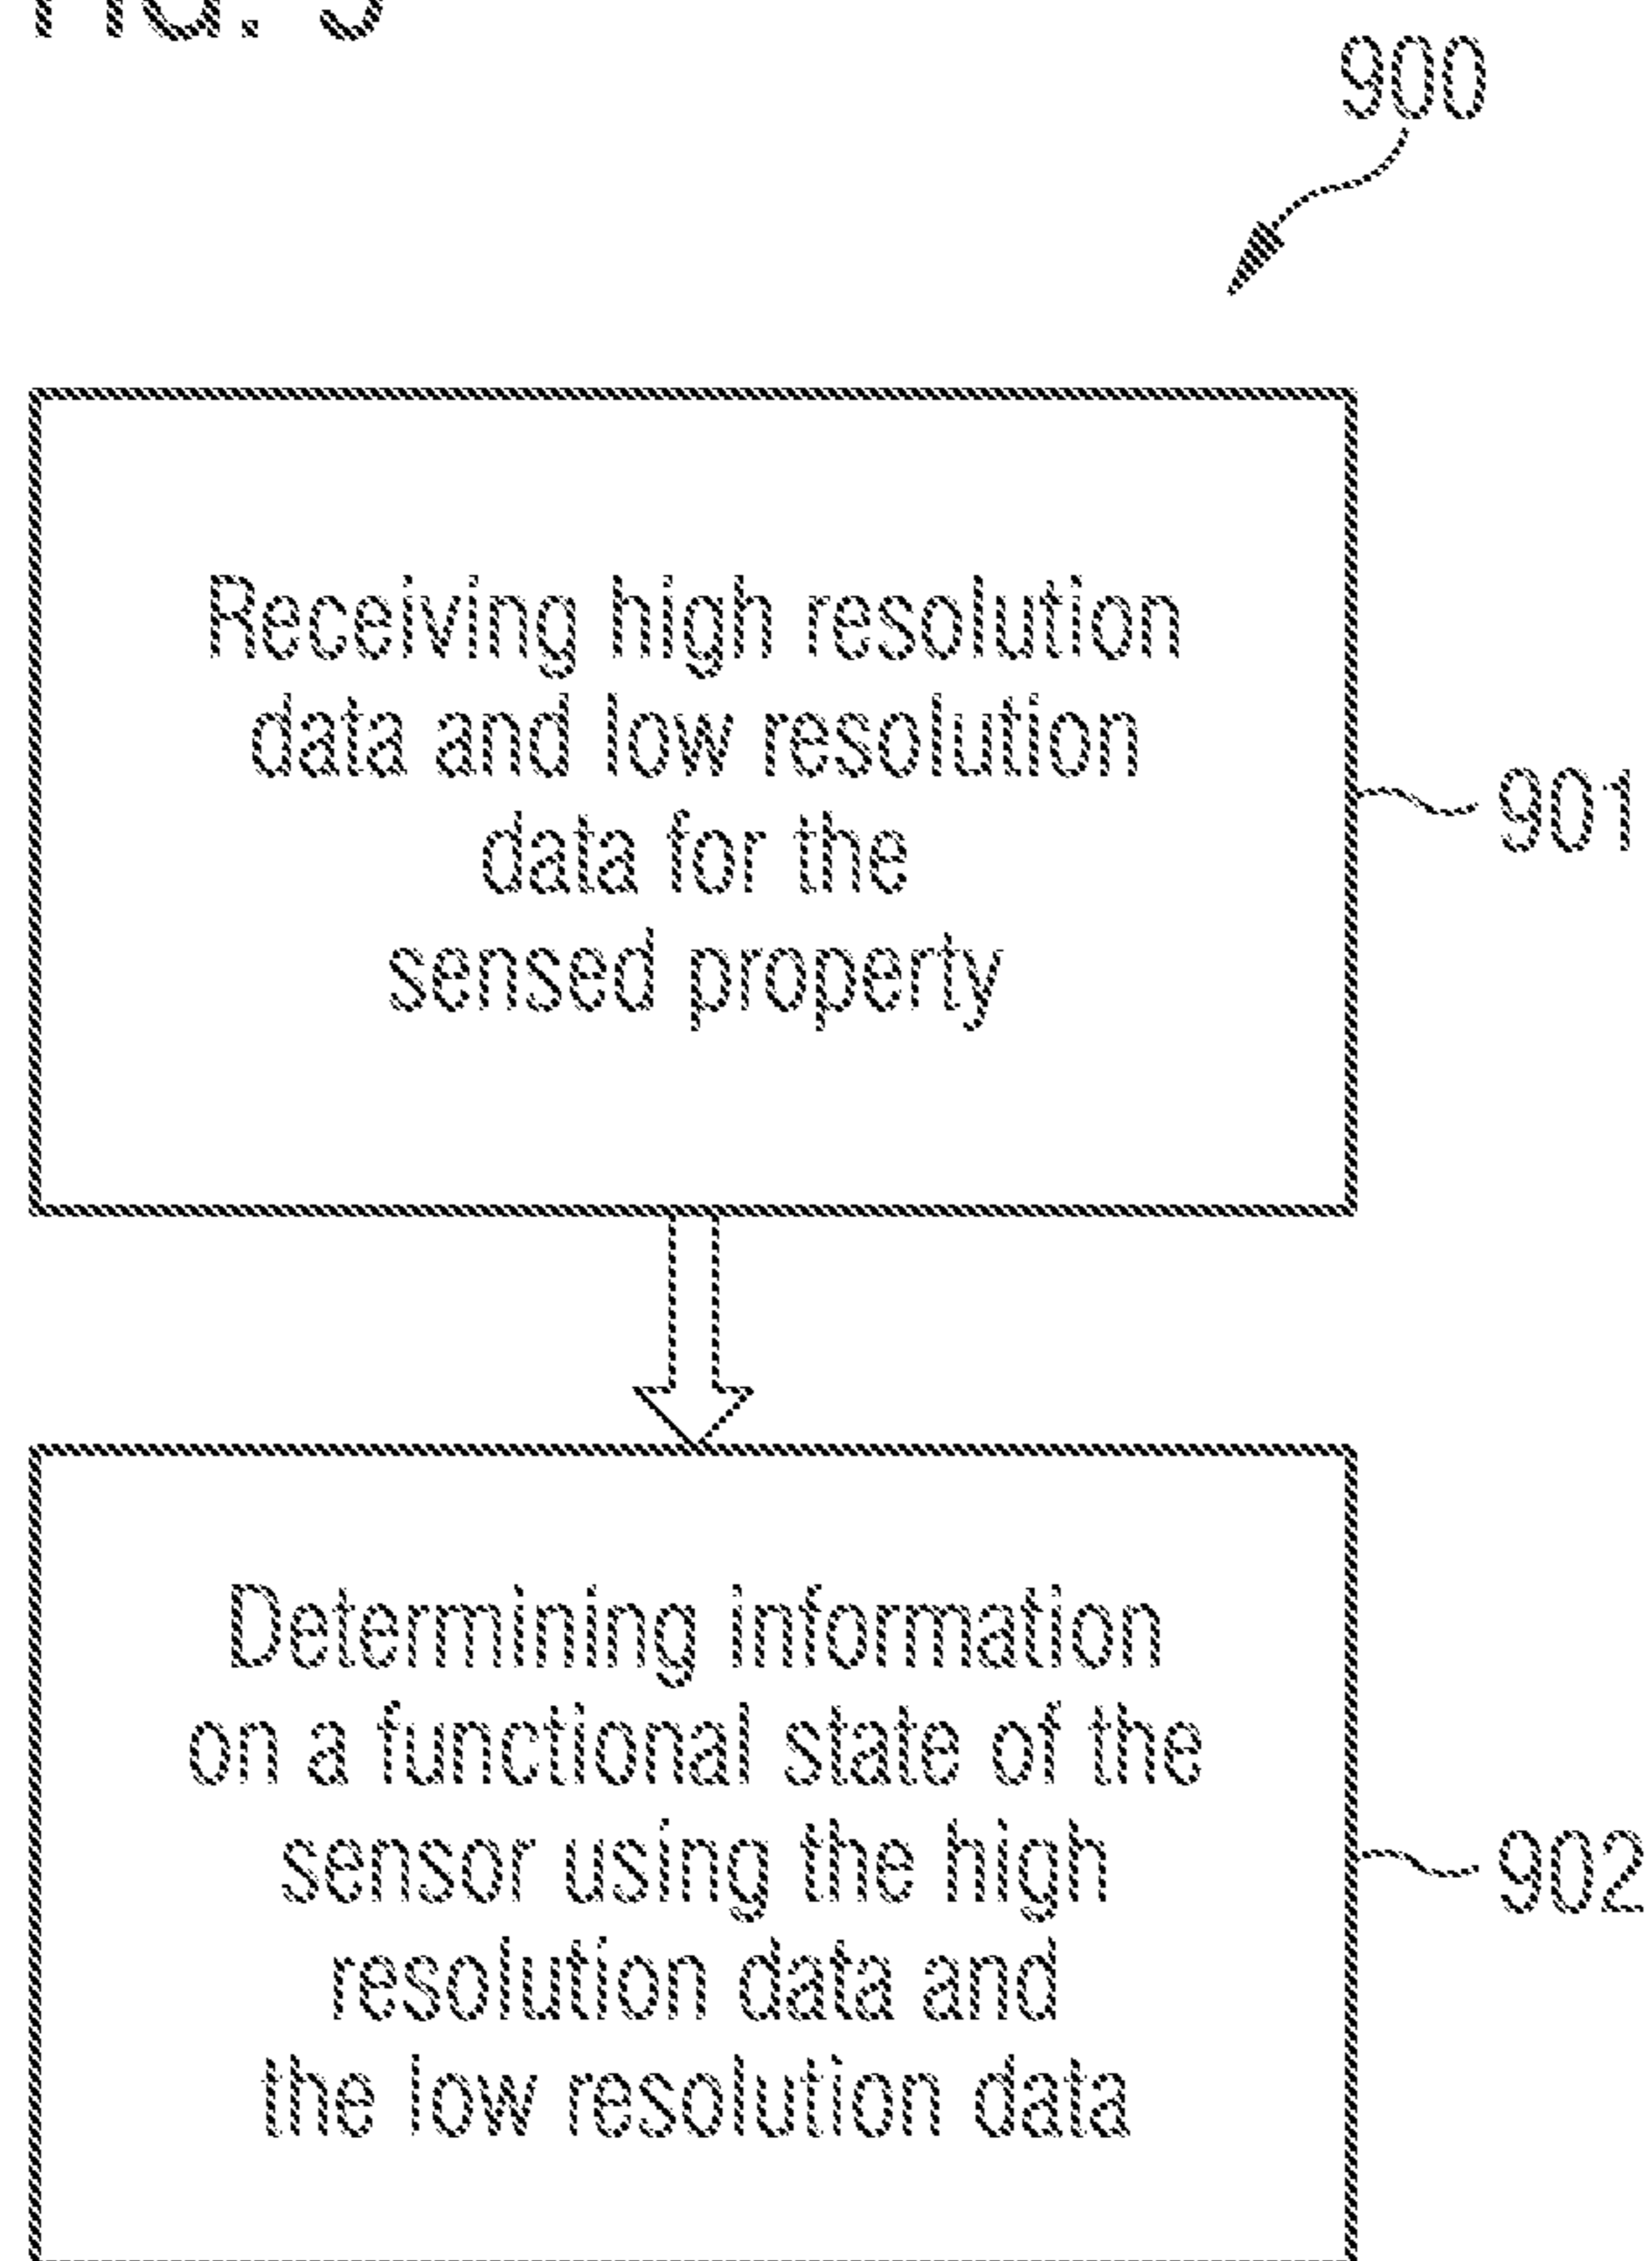 FIG.
900
Receiving high resolution
data and low resolution
data for the
sensed property
901
Determining information
on a functional state of the
sensor using the high
resolution data and
the low resolution data
902